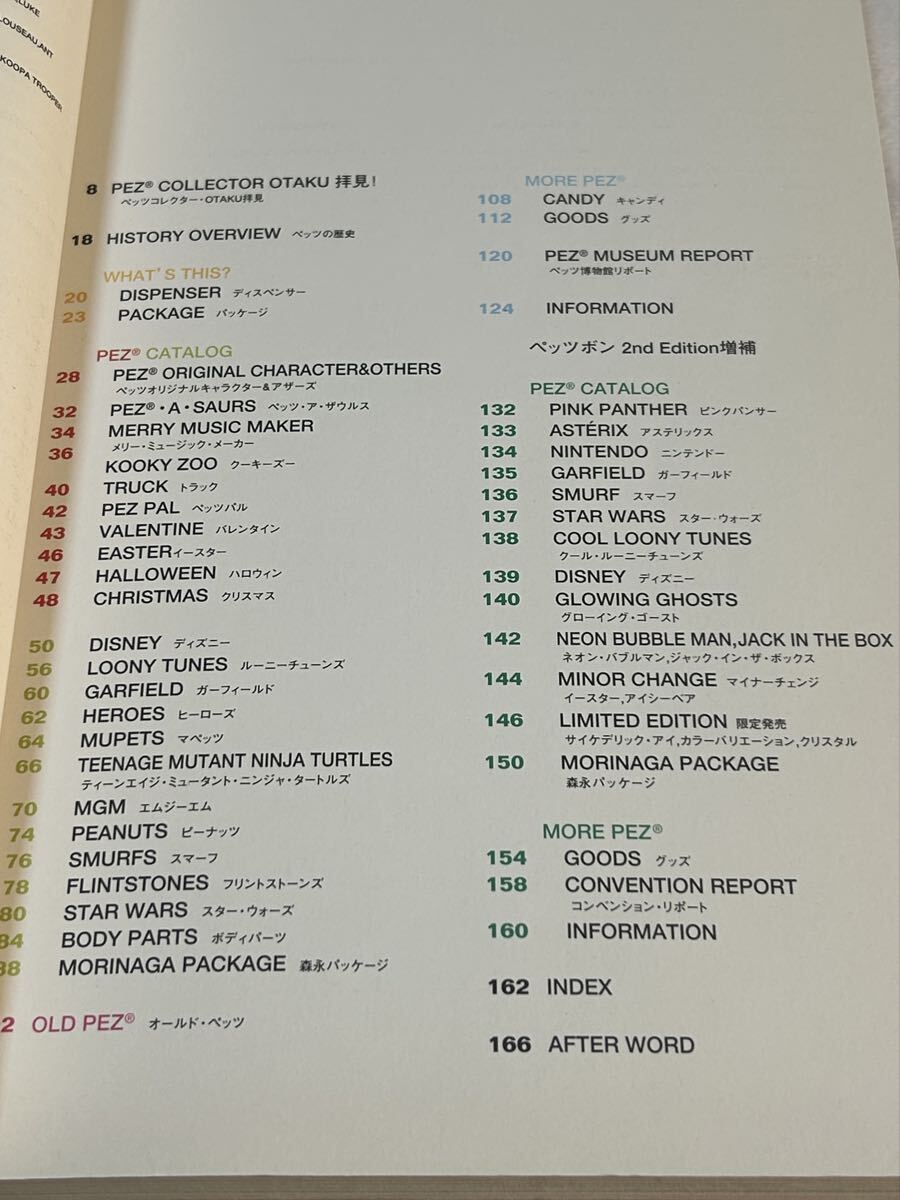 LOUSEAU,ANT
KOOPA TROOPER
8 PEZ® COLLECTOR OTAKU 拝見!
ペッツコレクター・OTAKU拝見
18 HISTORY OVERVIEW ペッツの歴史
WHAT'S THIS?
20 DISPENSER ディスペンサー
23 PACKAGE パッケージ
PEZ® CATALOG
28 PEZ® ORIGINAL CHARACTER&OTHERS
ペッツオリジナルキャラクター&アザーズ
32 PEZ®・A・SAURS ペッツ・ア・ザウルス
34 MERRY MUSIC MAKER
メリー・ミュージック・メーカー
36 KOOKY ZOO クーキーズー
40 TRUCK トラック
42 PEZ PAL ペッツパル
43 VALENTINE バレンタイン
46 EASTER イースター
47 HALLOWEEN ハロウィン
48 CHRISTMAS クリスマス
50 DISNEY ディズニー
56 LOONY TUNES ルーニーチューンズ
60 GARFIELD ガーフィールド
62 HEROES ヒーローズ
64 MUPETS マペッツ
66 TEENAGE MUTANT NINJA TURTLES
ティーンエイジ・ミュータント・ニンジャ・タートルズ
70 MGM エムジーエム
74 PEANUTS ピーナッツ
76 SMURFS スマーフ
78 FLINTSTONES フリントストーンズ
80 STAR WARS スター・ウォーズ
84 BODY PARTS ボディパーツ
88 MORINAGA PACKAGE 森永パッケージ
2 OLD PEZ® オールド・ペッツ
MORE PEZ®
108 CANDY キャンディ
112 GOODS グッズ
120 PEZ® MUSEUM REPORT
ペッツ博物館リポート
124 INFORMATION
ペッツボン 2nd Edition増補
PEZ® CATALOG
132 PINK PANTHER ピンクパンサー
133 ASTÉRIX アステリックス
134 NINTENDO ニンテンドー
135 GARFIELD ガーフィールド
136 SMURF スマーフ
137 STAR WARS スター・ウォーズ
138 COOL LOONY TUNES
クール・ルーニーチューンズ
139 DISNEY ディズニー
140 GLOWING GHOSTS
グローイング・ゴースト
142 NEON BUBBLE MAN,JACK IN THE BOX
ネオン・バブルマン,ジャック・イン・ザ・ボックス
144 MINOR CHANGE マイナーチェンジ
イースター,アイシーベア
146 LIMITED EDITION 限定発売
サイケデリック・アイ,カラーバリエーション,クリスタル
150 MORINAGA PACKAGE
森永パッケージ
MORE PEZ®
154 GOODS グッズ
158 CONVENTION REPORT
コンベンション・リポート
160 INFORMATION
162 INDEX
166 AFTER WORD